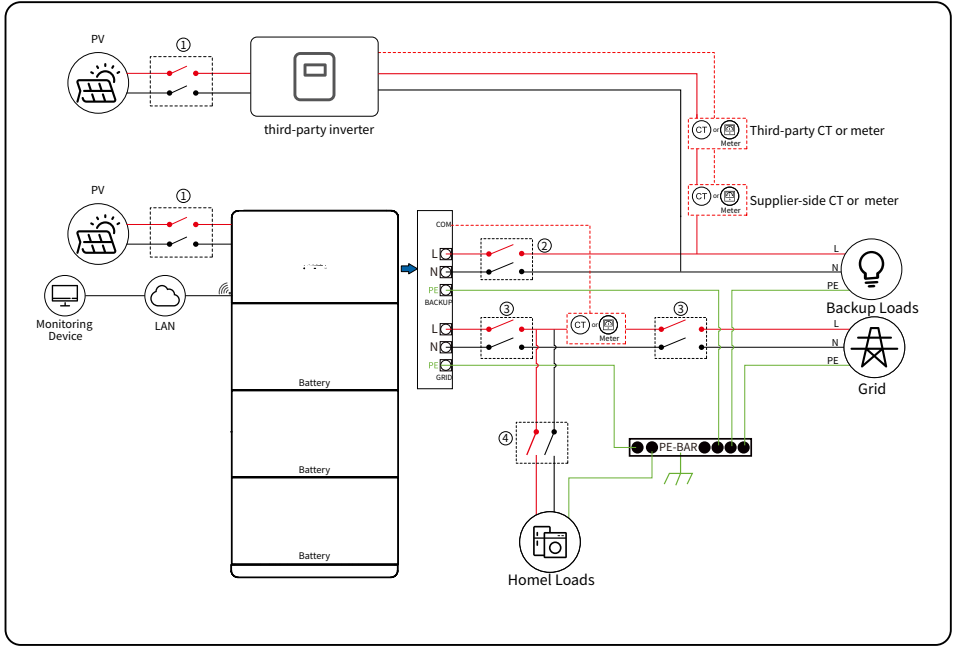 PV
①
third-party inverter
CT or
Meter
Third-party CT or meter
PV
①
CT or
Meter
Supplier-side CT or meter
COM
L
②
L
N
N
PE
PE
BACKUP
Backup Loads
Monitoring
Device
LAN
③
③
L
CT or
Meter
L
N
N
PE
PE
GRID
Grid
Battery
④
PE-BAR
Battery
Battery
Homel Loads